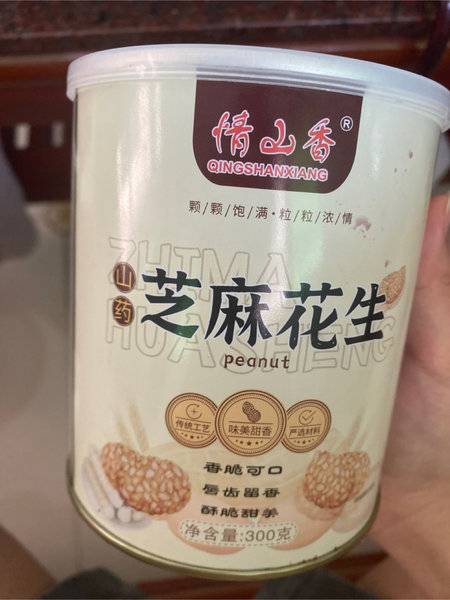 情山香®
QINGSHANXIANG
颗/颗/饱/满·粒/粒/浓/情
ZHIMA
HUASHENG
山药
芝麻花生
peanut
传统工艺
味美甜香
严选材料
香脆可口
唇齿留香
酥脆甜美
净含量:300克